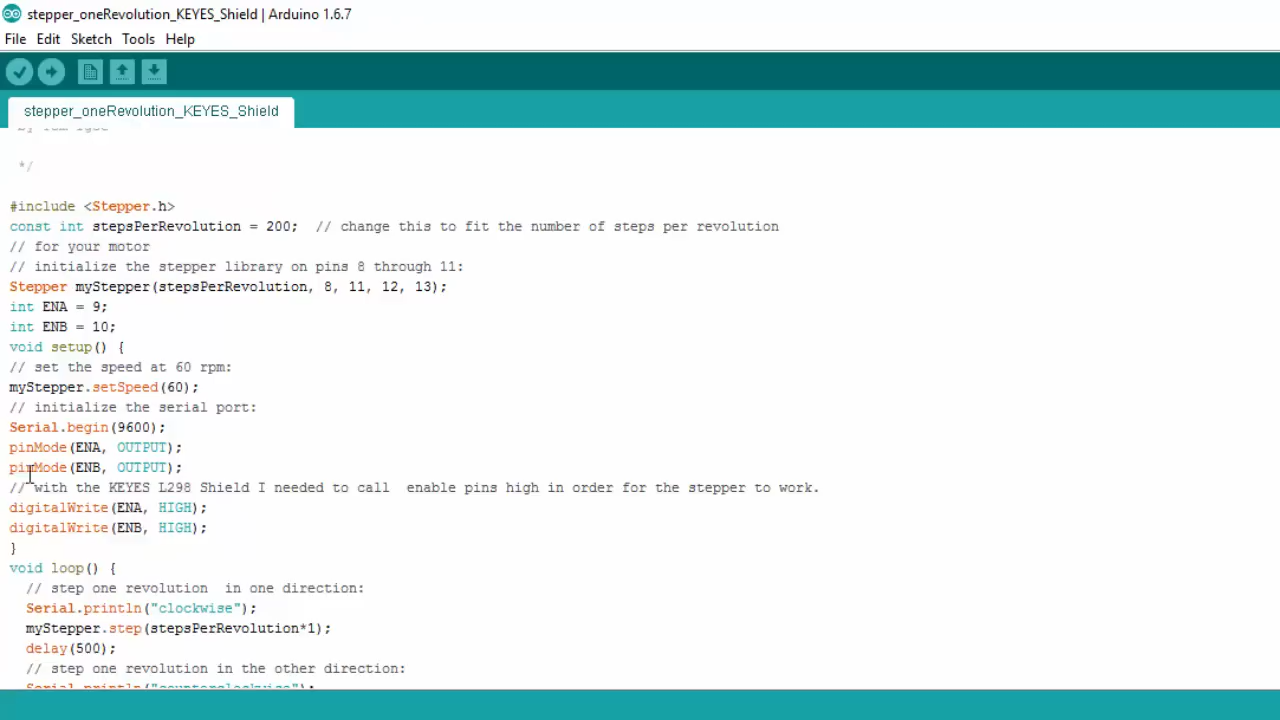 stepper_oneRevolution_KEYES_Shield | Arduino 1.6.7
File Edit Sketch Tools Help
stepper_oneRevolution_KEYES_Shield
*/
#include <Stepper.h>
const int stepsPerRevolution = 200;  // change this to fit the number of steps per revolution
// for your motor
// initialize the stepper library on pins 8 through 11:
Stepper myStepper(stepsPerRevolution, 8, 11, 12, 13);
int ENA = 9;
int ENB = 10;
void setup() {
// set the speed at 60 rpm:
myStepper.setSpeed(60);
// initialize the serial port:
Serial.begin(9600);
pinMode(ENA, OUTPUT);
pinMode(ENB, OUTPUT);
// with the KEYES L298 Shield I needed to call  enable pins high in order for the stepper to work.
digitalWrite(ENA, HIGH);
digitalWrite(ENB, HIGH);
}
void loop() {
// step one revolution  in one direction:
Serial.println("clockwise");
myStepper.step(stepsPerRevolution*1);
delay(500);
// step one revolution in the other direction:
Serial.println("counterclockwise");